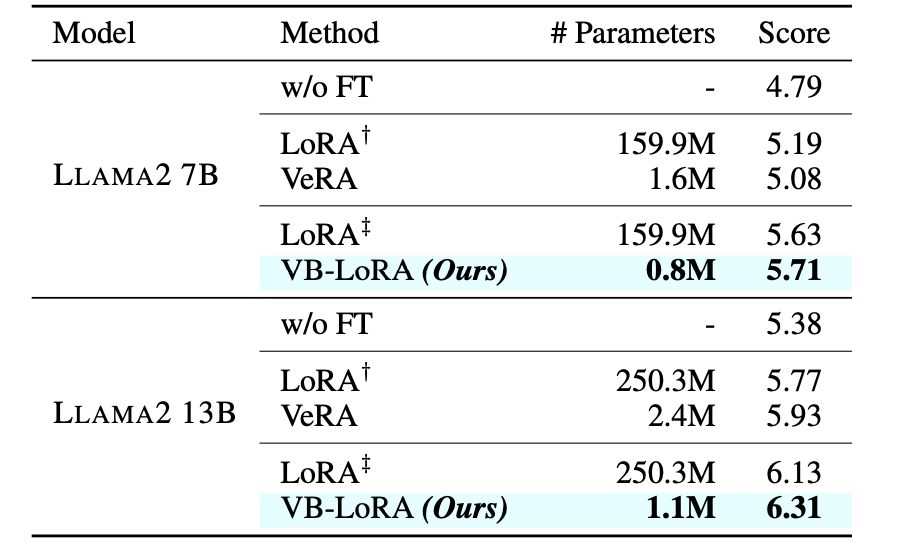 Model Method # Parameters Score
w/o FT - 4.79
LoRA† 159.9M 5.19
LLAMA2 7B
VeRA 1.6M 5.08
LoRA‡ 159.9M 5.63
VB-LoRA (Ours) 0.8M 5.71
w/o FT - 5.38
LoRA† 250.3M 5.77
LLAMA2 13B
VeRA 2.4M 5.93
LoRA‡ 250.3M 6.13
VB-LoRA (Ours) 1.1M 6.31